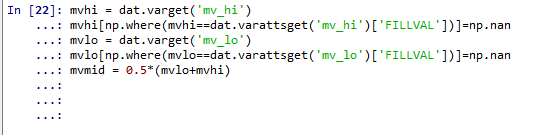 In [22]: mvhi = dat.varget('mv_hi')
...: mvhi[np.where(mvhi==dat.varattsget('mv_hi')['FILLVAL'])]=np.nan
...: mvlo = dat.varget('mv_lo')
...: mvlo[np.where(mvlo==dat.varattsget('mv_lo')['FILLVAL'])]=np.nan
...: mvmid = 0.5*(mvlo+mvhi)
...:
...:
...: